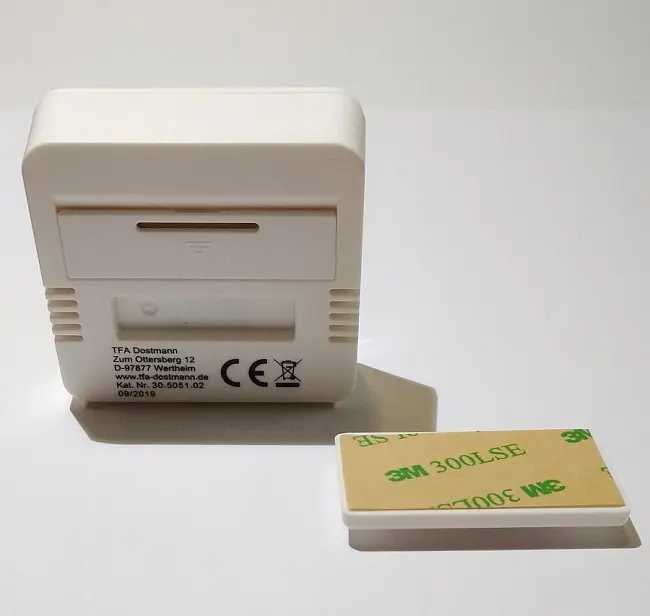 TFA Dostmann
Zum Ottersberg 12
D-97877 Wertheim
www.tfa-dostmann.de
Kat. Nr. 30.5051.02
09/2019
CE
3M
3M 300LSE
300LSE 3M